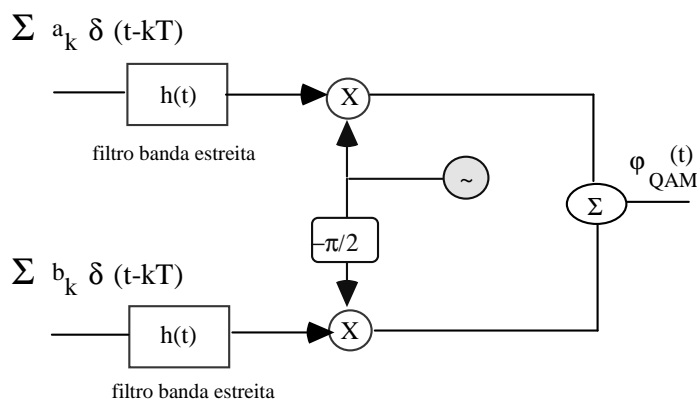 Σ a_k δ (t-kT)
h(t)
X
filtro banda estreita
~
φ_QAM (t)
Σ
–π/2
Σ b_k δ (t-kT)
h(t)
X
filtro banda estreita